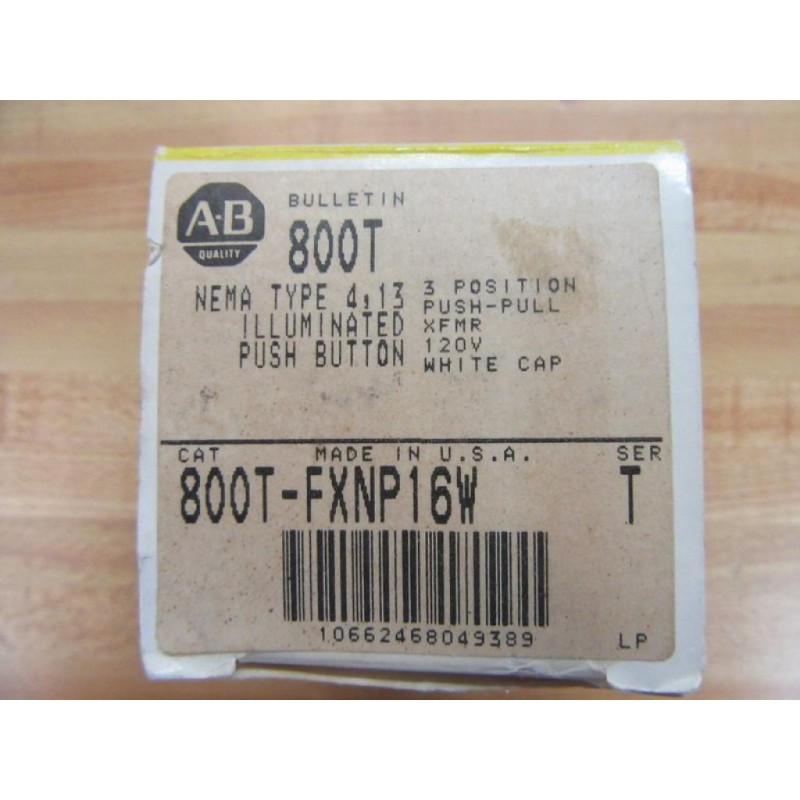 A-B
QUALITY
BULLETIN
800T
NEMA TYPE 4,13
ILLUMINATED
PUSH BUTTON
3 POSITION
PUSH-PULL
XFMR
120V
WHITE CAP
CAT MADE IN U.S.A. SER
800T-FXNP16W T
10662468049389
LP